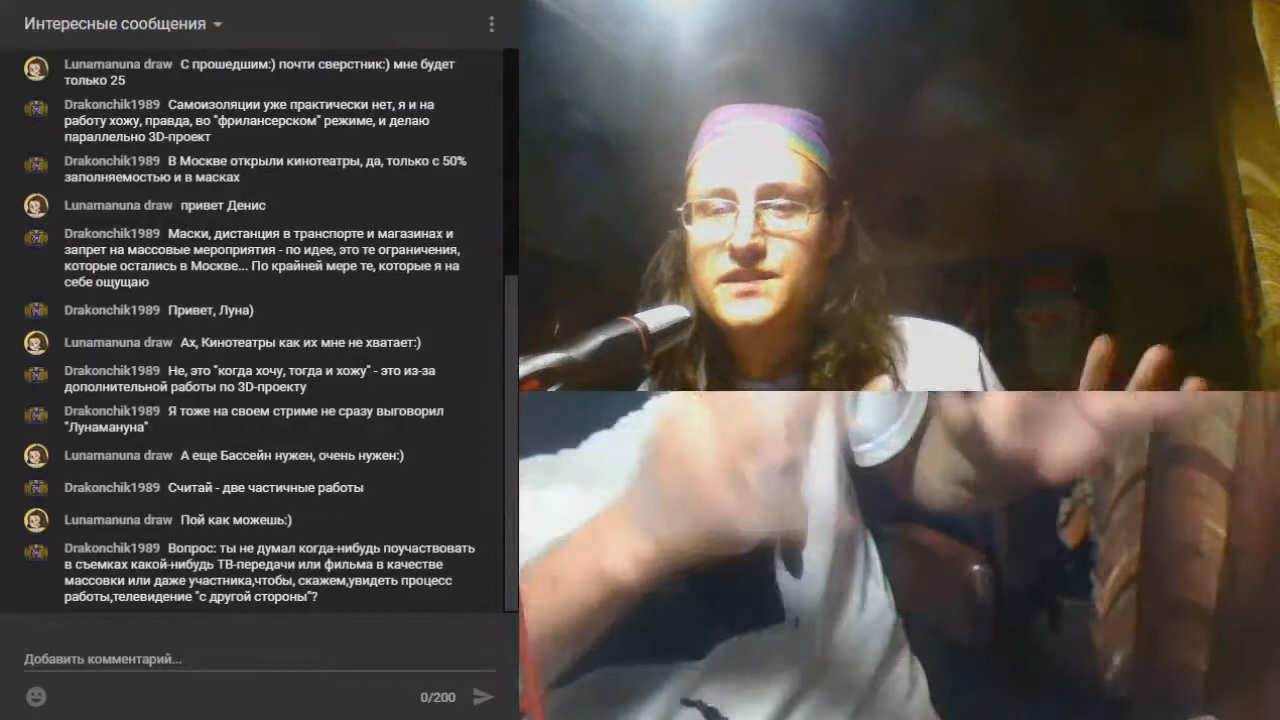 Интересные сообщения
Lunamanuna draw С прошедшим:) почти сверстник:) мне будет
только 25
Drakonchik1989 Самоизоляции уже практически нет, я и на
работу хожу, правда, во "фрилансерском" режиме, и делаю
параллельно 3D-проект
Drakonchik1989 В Москве открыли кинотеатры, да, только с 50%
заполняемостью и в масках
Lunamanuna draw привет Денис
Drakonchik1989 Маски, дистанция в транспорте и магазинах и
запрет на массовые мероприятия - по идее, это те ограничения,
которые остались в Москве... По крайней мере те, которые я на
себе ощущаю
Drakonchik1989 Привет, Луна)
Lunamanuna draw Ах, Кинотеатры как их мне не хватает:)
Drakonchik1989 Не, это "когда хочу, тогда и хожу" - это из-за
дополнительной работы по 3D-проекту
Drakonchik1989 Я тоже на своем стриме не сразу выговорил
"Лунамануна"
Lunamanuna draw А еще Бассейн нужен, очень нужен:)
Drakonchik1989 Считай - две частичные работы
Lunamanuna draw Пой как можешь:)
Drakonchik1989 Вопрос: ты не думал когда-нибудь поучаствовать
в съемках какой-нибудь ТВ-передачи или фильма в качестве
массовки или даже участника,чтобы, скажем,увидеть процесс
работы,телевидение "с другой стороны"?
Добавить комментарий...
0/200